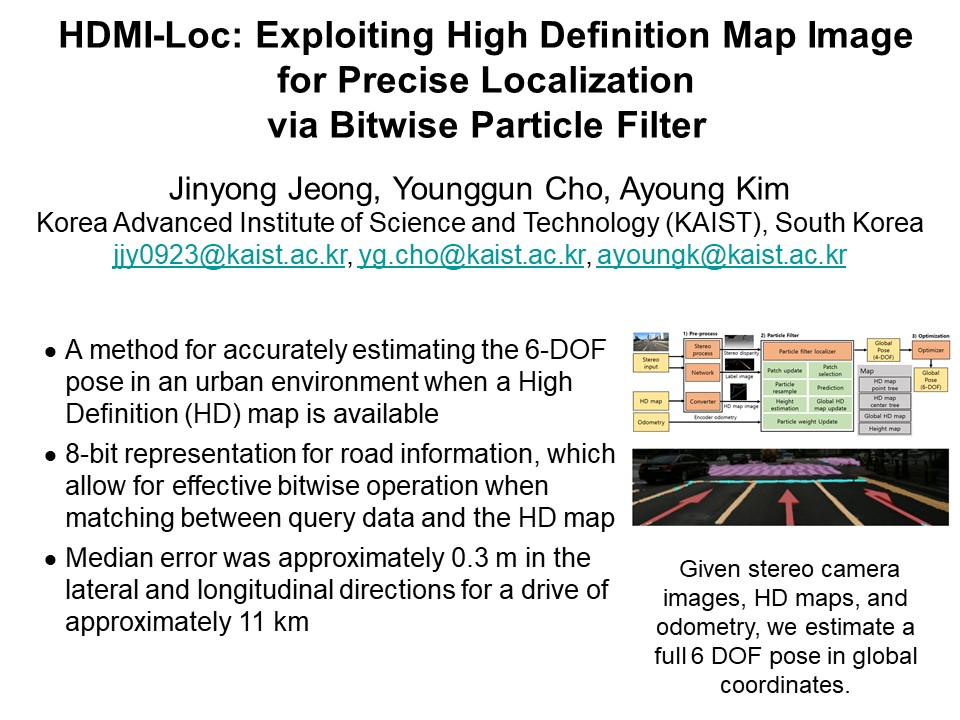 HDMI-Loc: Exploiting High Definition Map Image
for Precise Localization
via Bitwise Particle Filter
Jinyong Jeong, Younggun Cho, Ayoung Kim
Korea Advanced Institute of Science and Technology (KAIST), South Korea
jjy0923@kaist.ac.kr, yg.cho@kaist.ac.kr, ayoungk@kaist.ac.kr
● A method for accurately estimating the 6-DOF
pose in an urban environment when a High
Definition (HD) map is available
● 8-bit representation for road information, which
allow for effective bitwise operation when
matching between query data and the HD map
● Median error was approximately 0.3 m in the
lateral and longitudinal directions for a drive of
approximately 11 km
1) Pre-process
2) Particle Filter
3) Optimization
Stereo
input
HD map
Odometry
Stereo
process
Network
Converter
Stereo disparity
Label image
HD map image
Encoder odometry
Particle filter localizer
Patch update
Patch
selection
Particle
resample
Prediction
Height
estimation
Global HD
map update
Particle weight Update
Global
Pose
(4-DOF)
Optimizer
Global
Pose
(6-DOF)
Map
HD map
point tree
HD map
center tree
Global HD map
Height map
Given stereo camera
images, HD maps, and
odometry, we estimate a
full 6 DOF pose in global
coordinates.